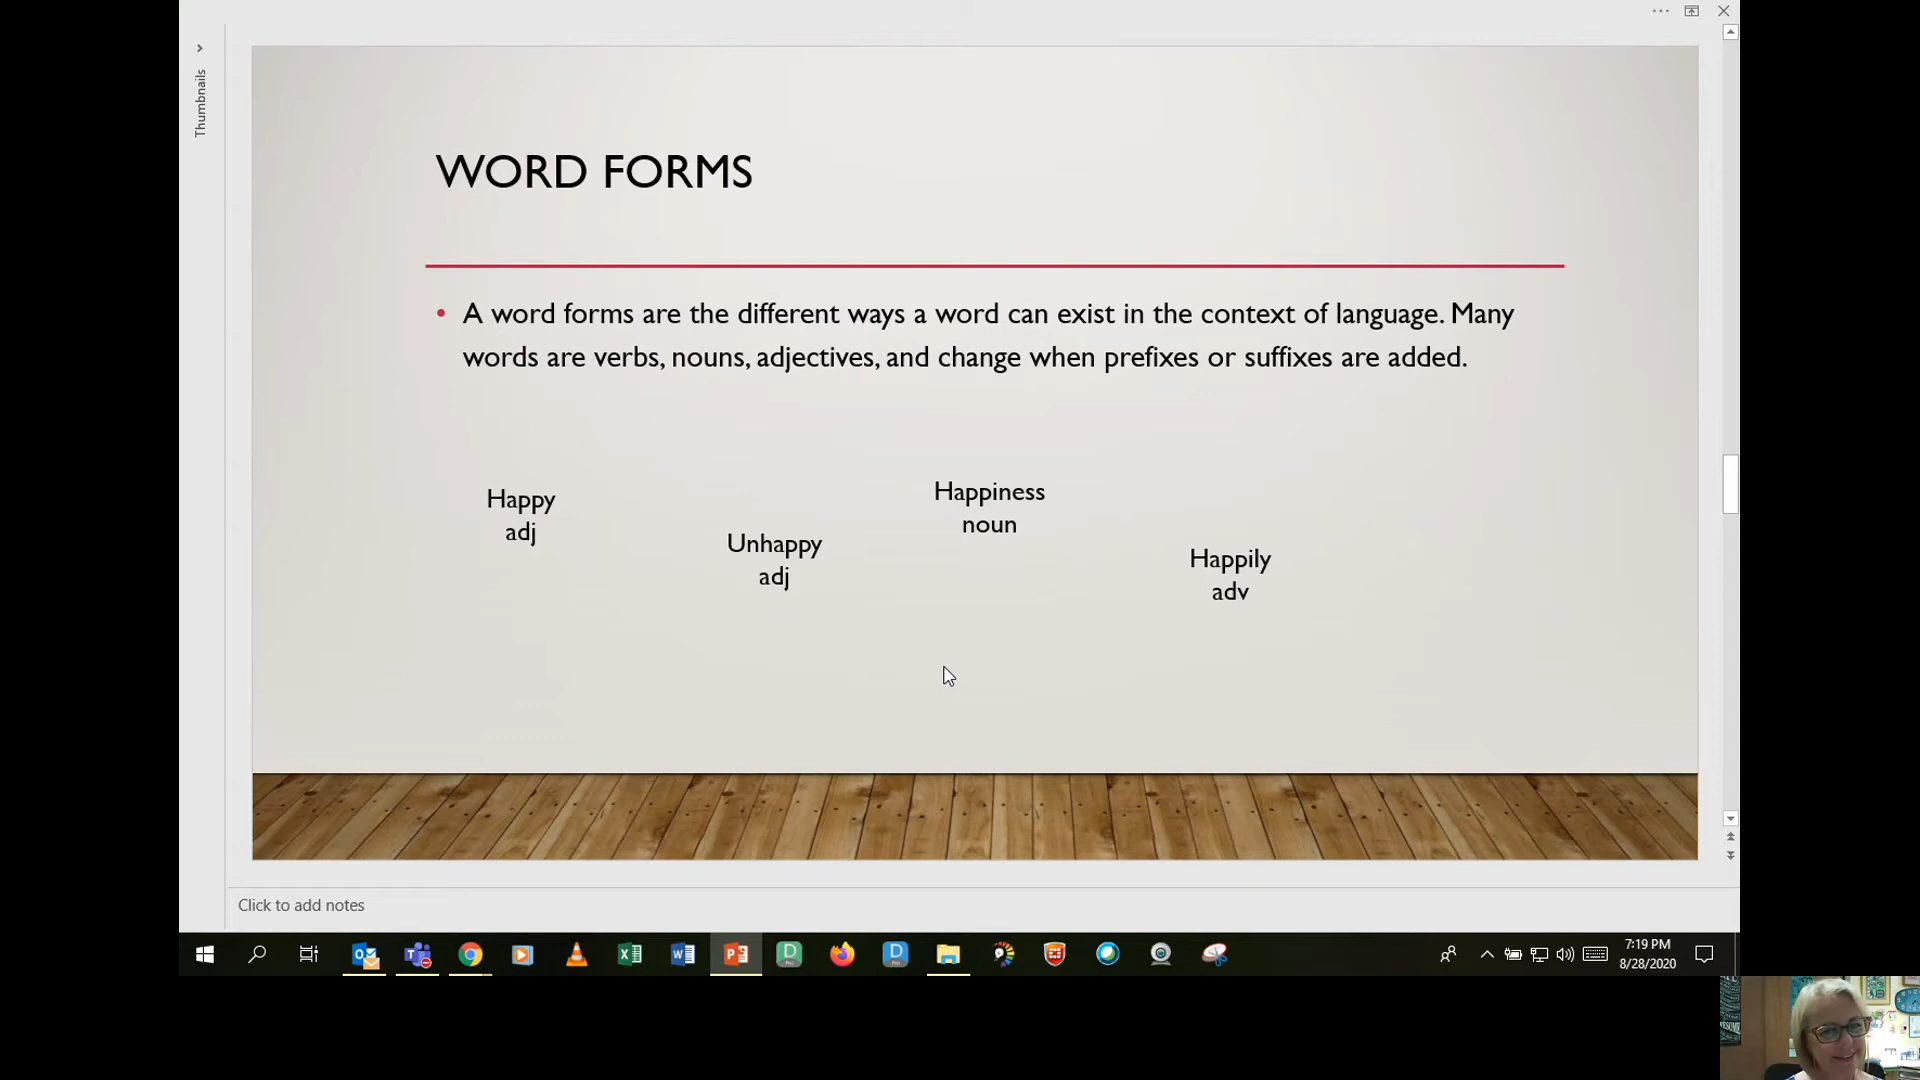 Thumbnails
WORD FORMS
• A word forms are the different ways a word can exist in the context of language. Many
words are verbs, nouns, adjectives, and change when prefixes or suffixes are added.
Happy
adj
Unhappy
adj
Happiness
noun
Happily
adv
Click to add notes
7:19 PM
8/28/2020